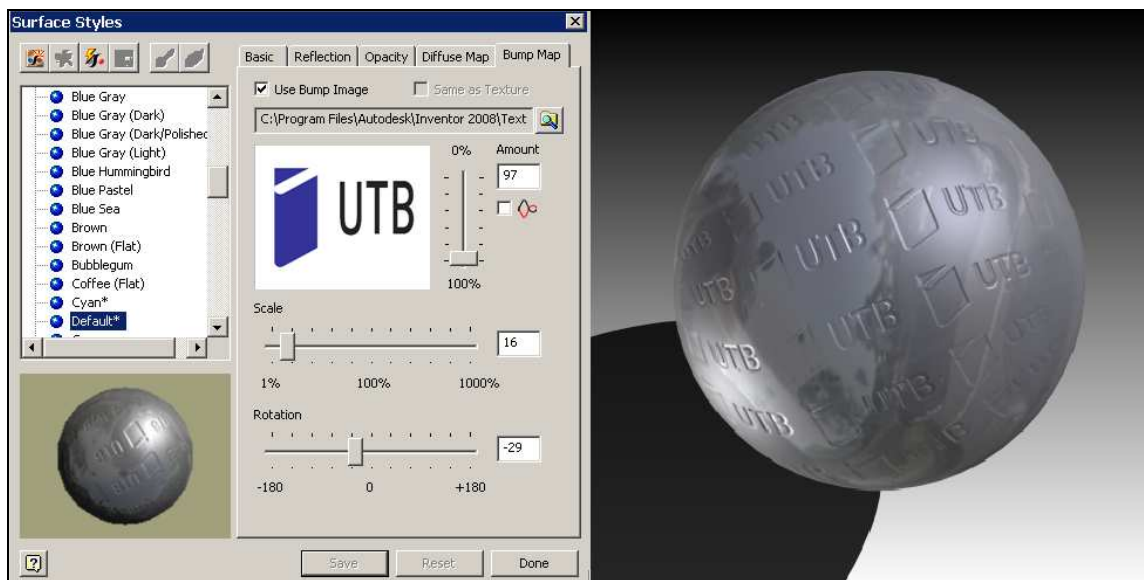 Surface Styles
Basic
Reflection
Opacity
Diffuse Map
Bump Map
Blue Gray
Blue Gray (Dark)
Blue Gray (Dark/Polished
Blue Gray (Light)
Blue Hummingbird
Blue Pastel
Blue Sea
Brown
Brown (Flat)
Bubblegum
Coffee (Flat)
Cyan*
Default*
Use Bump Image
Same as Texture
C:\Program Files\Autodesk\Inventor 2008\Text
UTB
0%
100%
Amount
97
Scale
16
1% 100% 1000%
Rotation
-29
-180 0 +180
Save
Reset
Done
UTB
UTB
UTB
UTB
UTB
UTB
UTB
UTB
UTB
UTB
UTB